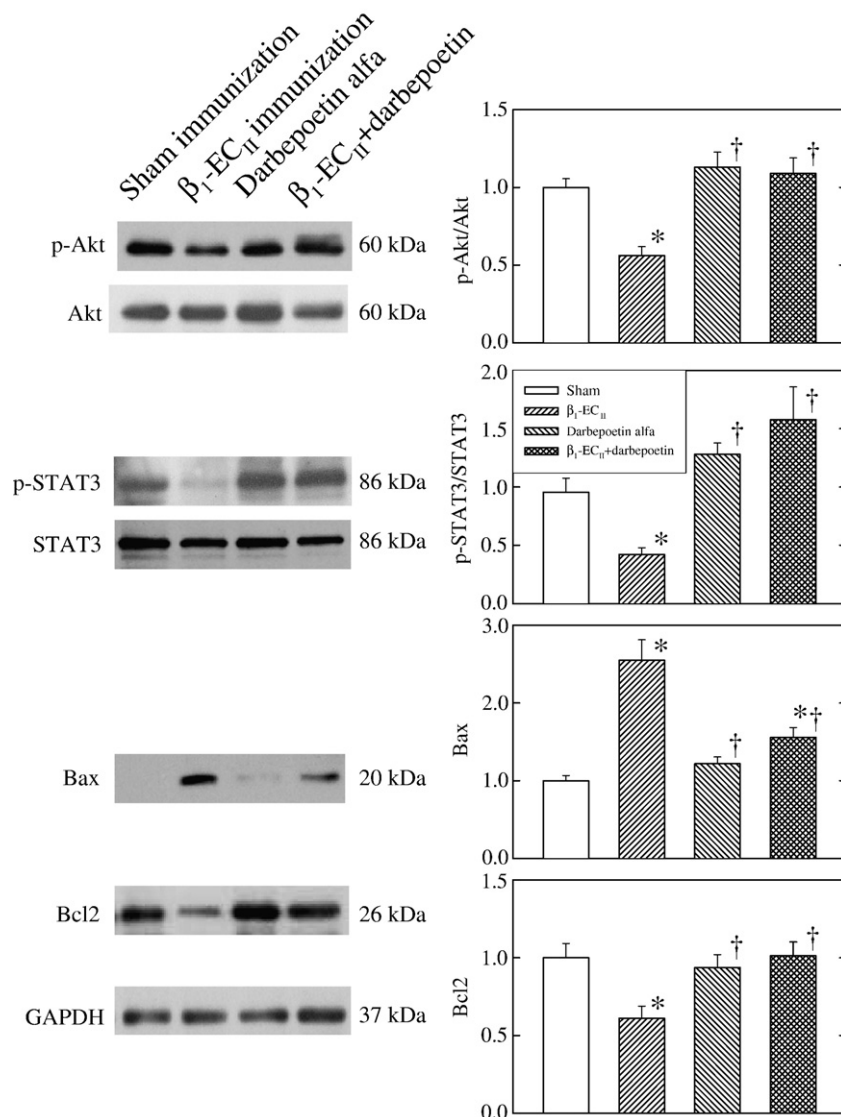 Sham immunization
β₁-ECII immunization
Darbepoetin alfa
β₁-ECII+darbepoetin
p-Akt
60 kDa
Akt
60 kDa
p-STAT3
86 kDa
STAT3
86 kDa
Bax
20 kDa
Bcl2
26 kDa
GAPDH
37 kDa
1.5
1.0
0.5
0.0
p-Akt/Akt
*
†
†
2.0
1.5
1.0
0.5
0.0
p-STAT3/STAT3
Sham
β₁-ECII
Darbepoetin alfa
β₁-ECII+darbepoetin
*
†
†
3.0
2.0
1.0
0.0
Bax
*
†
*†
1.5
1.0
0.5
0.0
Bcl2
*
†
†